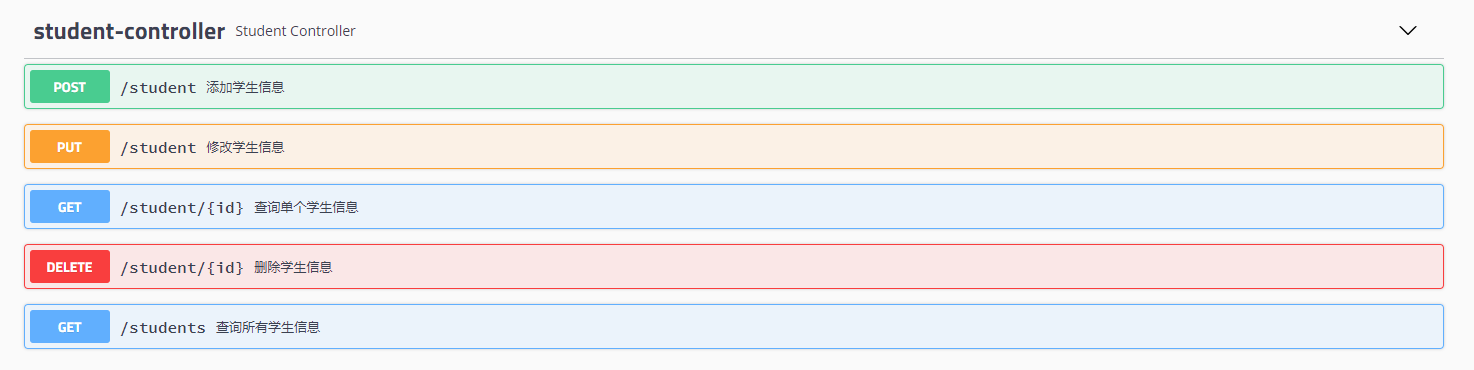 student-controller Student Controller
POST /student 添加学生信息
PUT /student 修改学生信息
GET /student/{id} 查询单个学生信息
DELETE /student/{id} 删除学生信息
GET /students 查询所有学生信息